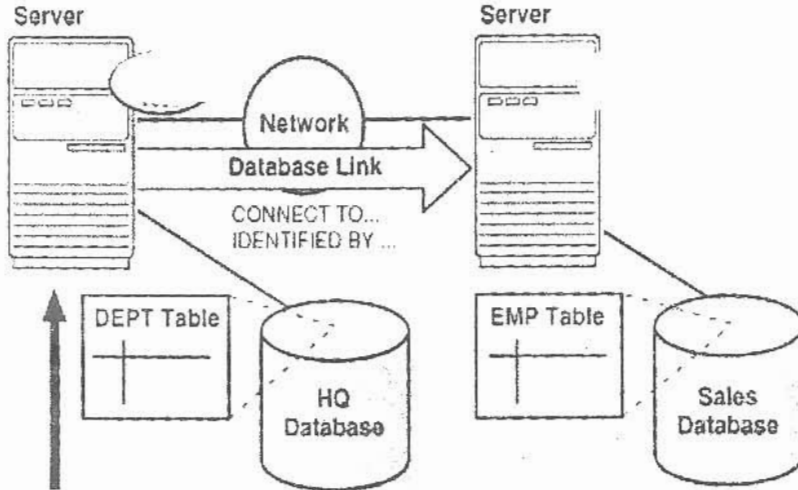 Server
Server
Network
Database Link
CONNECT TO...
IDENTIFIED BY ...
DEPT Table
EMP Table
HQ
Database
Sales
Database